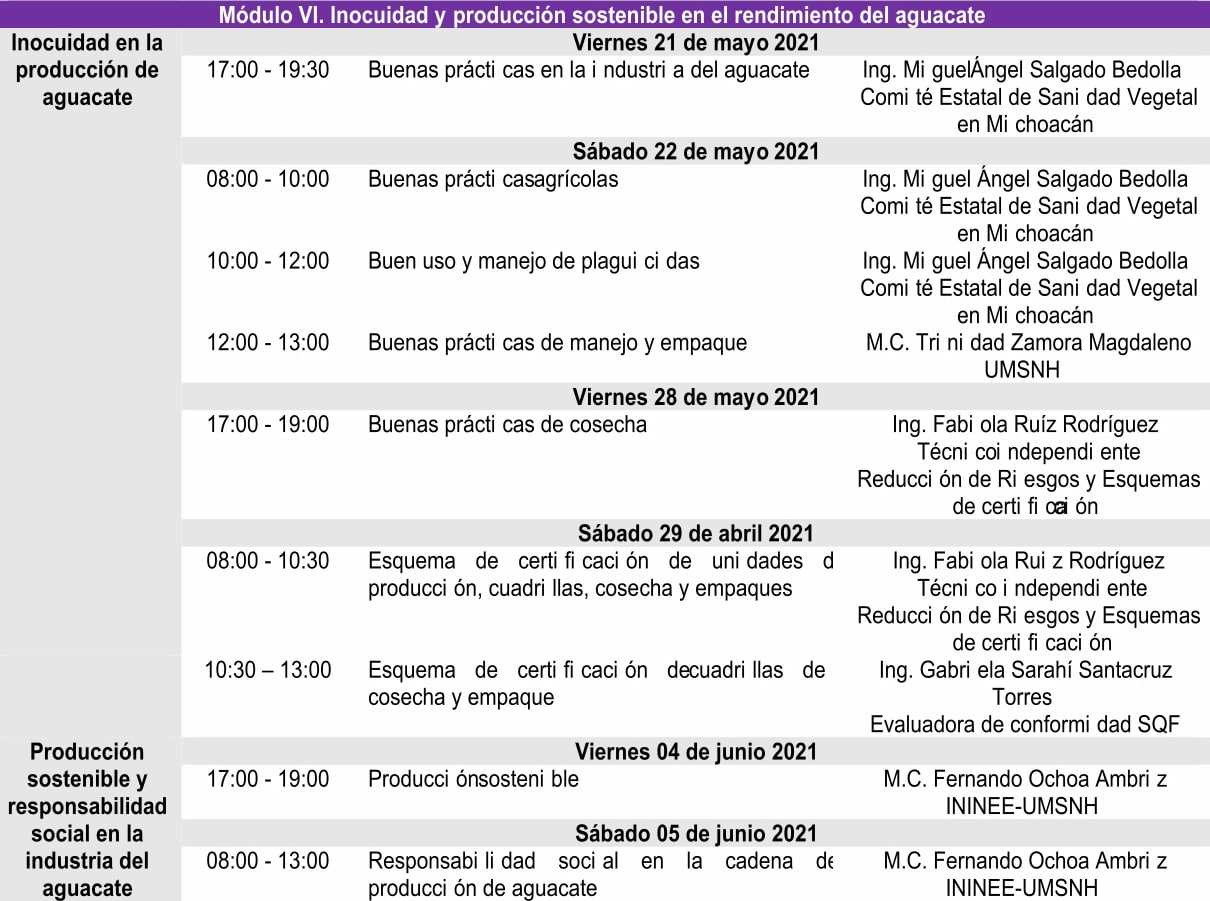 Módulo VI. Inocuidad y producción sostenible en el rendimiento del aguacate
Inocuidad en la
producción de
aguacate
Viernes 21 de mayo 2021
17:00 - 19:30 Buenas prácti cas en la i ndustri a del aguacate Ing. Mi guelÁngel Salgado Bedolla
Comi té Estatal de Sani dad Vegetal
en Mi choacán
Sábado 22 de mayo 2021
08:00 - 10:00 Buenas prácti casagrícolas Ing. Mi guel Ángel Salgado Bedolla
Comi té Estatal de Sani dad Vegetal
en Mi choacán
10:00 - 12:00 Buen uso y manejo de plagui ci das Ing. Mi guel Ángel Salgado Bedolla
Comi té Estatal de Sani dad Vegetal
en Mi choacán
12:00 - 13:00 Buenas prácti cas de manejo y empaque M.C. Tri ni dad Zamora Magdaleno
UMSNH
Viernes 28 de mayo 2021
17:00 - 19:00 Buenas prácti cas de cosecha Ing. Fabi ola Ruíz Rodríguez
Técni coi ndependi ente
Reducci ón de Ri esgos y Esquemas
de certi fi caci ón
Sábado 29 de abril 2021
08:00 - 10:30 Esquema de certi fi caci ón de uni dades d Ing. Fabi ola Rui z Rodríguez
producci ón, cuadri llas, cosecha y empaques Técni co i ndependi ente
Reducci ón de Ri esgos y Esquemas
de certi fi caci ón
10:30 – 13:00 Esquema de certi fi caci ón decuadri llas de Ing. Gabri ela Sarahí Santacruz
cosecha y empaque Torres
Evaluadora de conformi dad SQF
Producción
sostenible y
responsabilidad
social en la
industria del
aguacate
Viernes 04 de junio 2021
17:00 - 19:00 Producci ónsosteni ble M.C. Fernando Ochoa Ambri z
ININEE-UMSNH
Sábado 05 de junio 2021
08:00 - 13:00 Responsabi li dad soci al en la cadena de M.C. Fernando Ochoa Ambri z
producci ón de aguacate ININEE-UMSNH